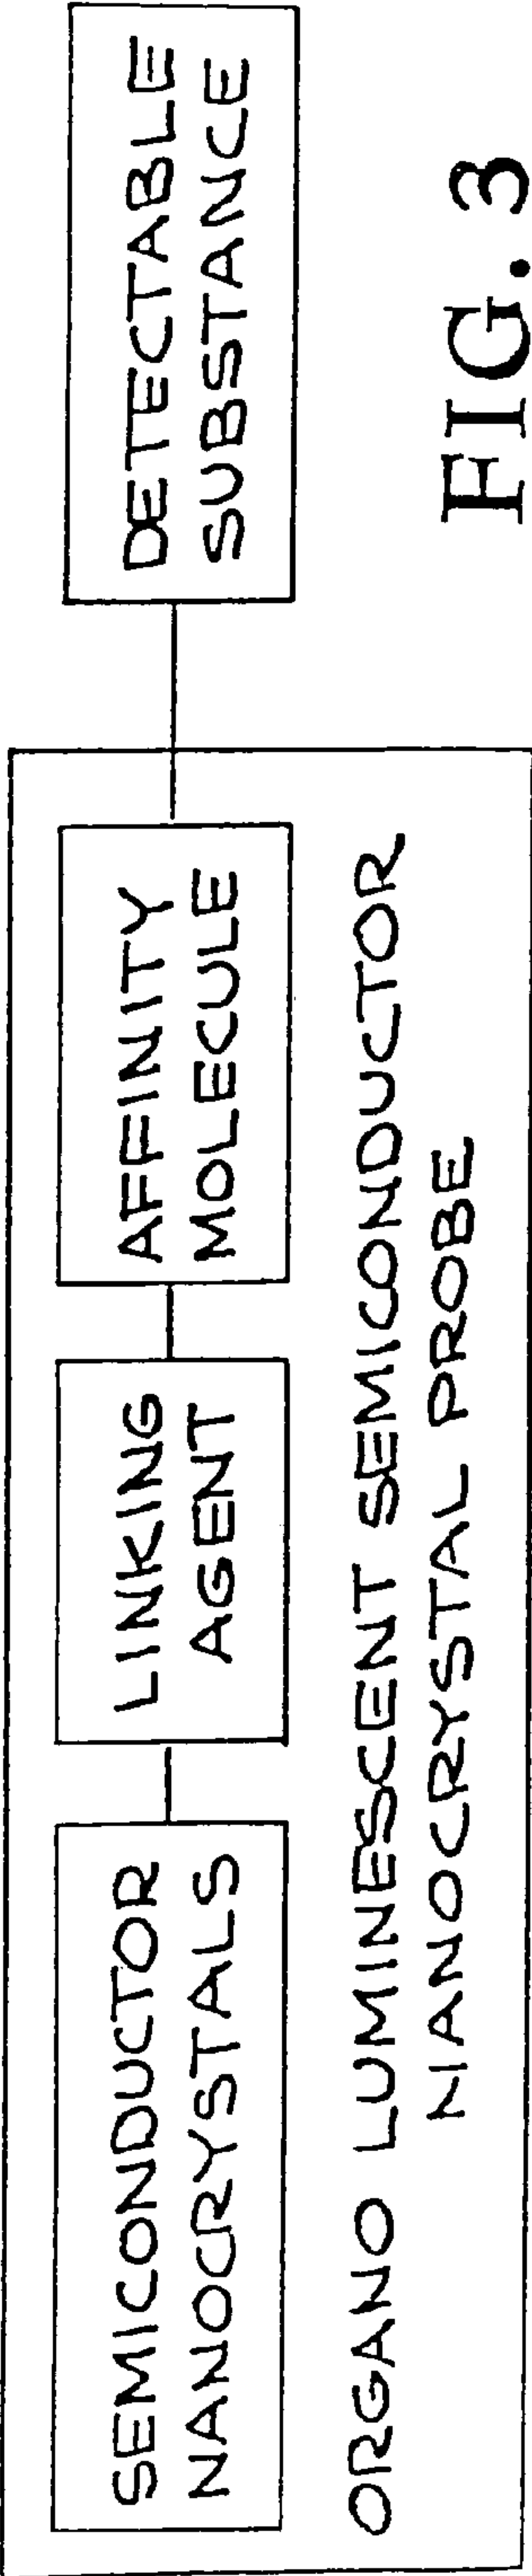 SEMICONDUCTOR
NANOCRYSTALS
LINKING
AGENT
AFFINITY
MOLECULE
DETECTABLE
SUBSTANCE
ORGANO LUMINESCENT SEMICONDUCTOR
NANOCRYSTAL PROBE
FIG. 3